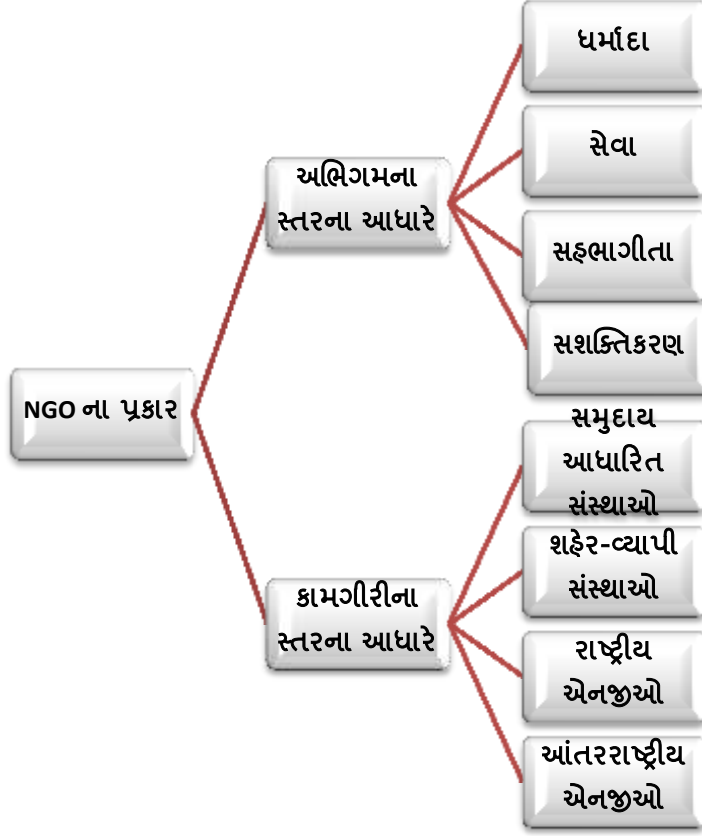 NGO ના પ્રકાર
અભિગમના
સ્તરના આધારે
ધર્માદા
સેવા
સહભાગીતા
સશક્તિકરણ
કામગીરીના
સ્તરના આધારે
સમુદાય
આધારિત
સંસ્થાઓ
શહેર-વ્યાપી
સંસ્થાઓ
રાષ્ટ્રીય
એનજીઓ
આંતરરાષ્ટ્રીય
એનજીઓ